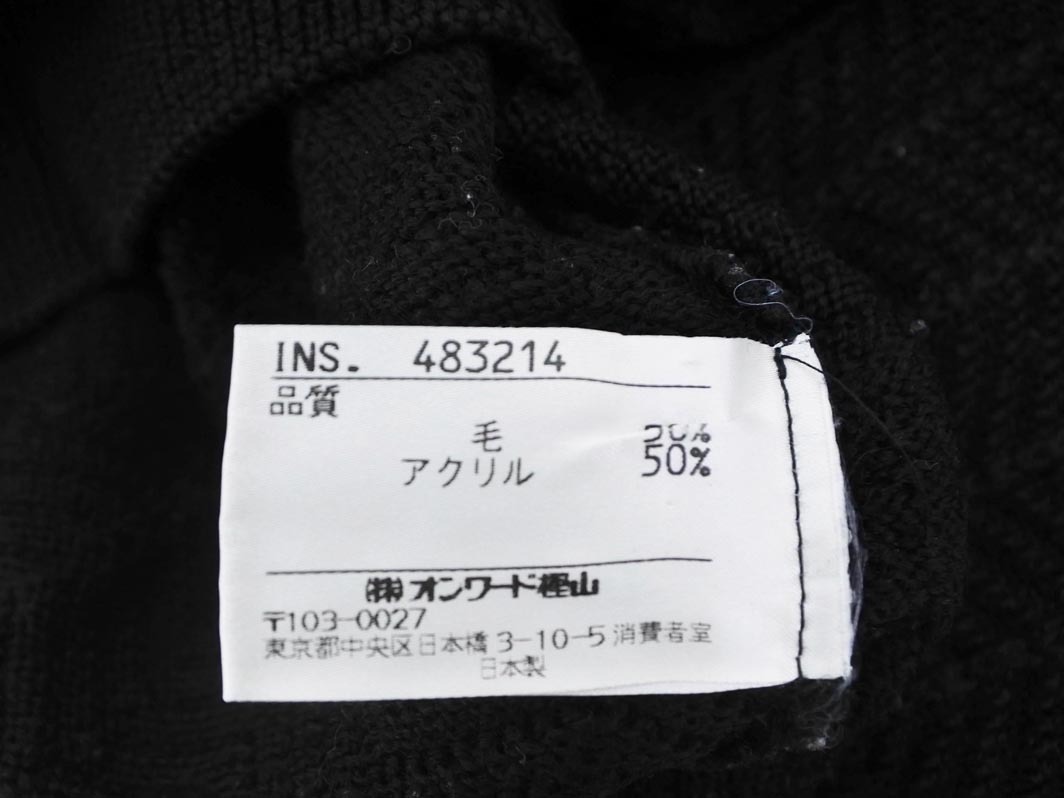 INS. 483214
品質
毛 50%
アクリル 50%
㈱オンワード樫山
〒103-0027
東京都中央区日本橋3-10-5消費者室
日本製